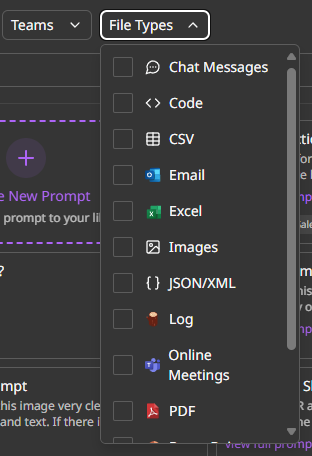 Teams
File Types
Chat Messages
Code
CSV
Email
Excel
Images
JSON/XML
Log
Online
Meetings
PDF
e New Prompt
prompt to your li
?
mpt
his image very cle
and text. If there i
view full promp